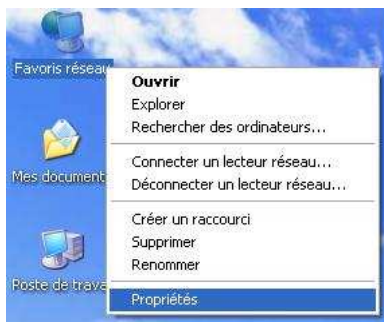 Favoris réseau
Ouvrir
Explorer
Rechercher des ordinateurs...
Connecter un lecteur réseau...
Déconnecter un lecteur réseau...
Créer un raccourci
Supprimer
Renommer
Propriétés
Mes document
Poste de trava